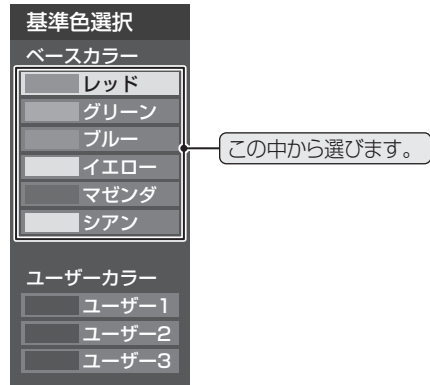 基準色選択
ベースカラー
レッド
グリーン
ブルー
イエロー
マゼンダ
シアン
この中から選びます。
ユーザーカラー
ユーザー1
ユーザー2
ユーザー3